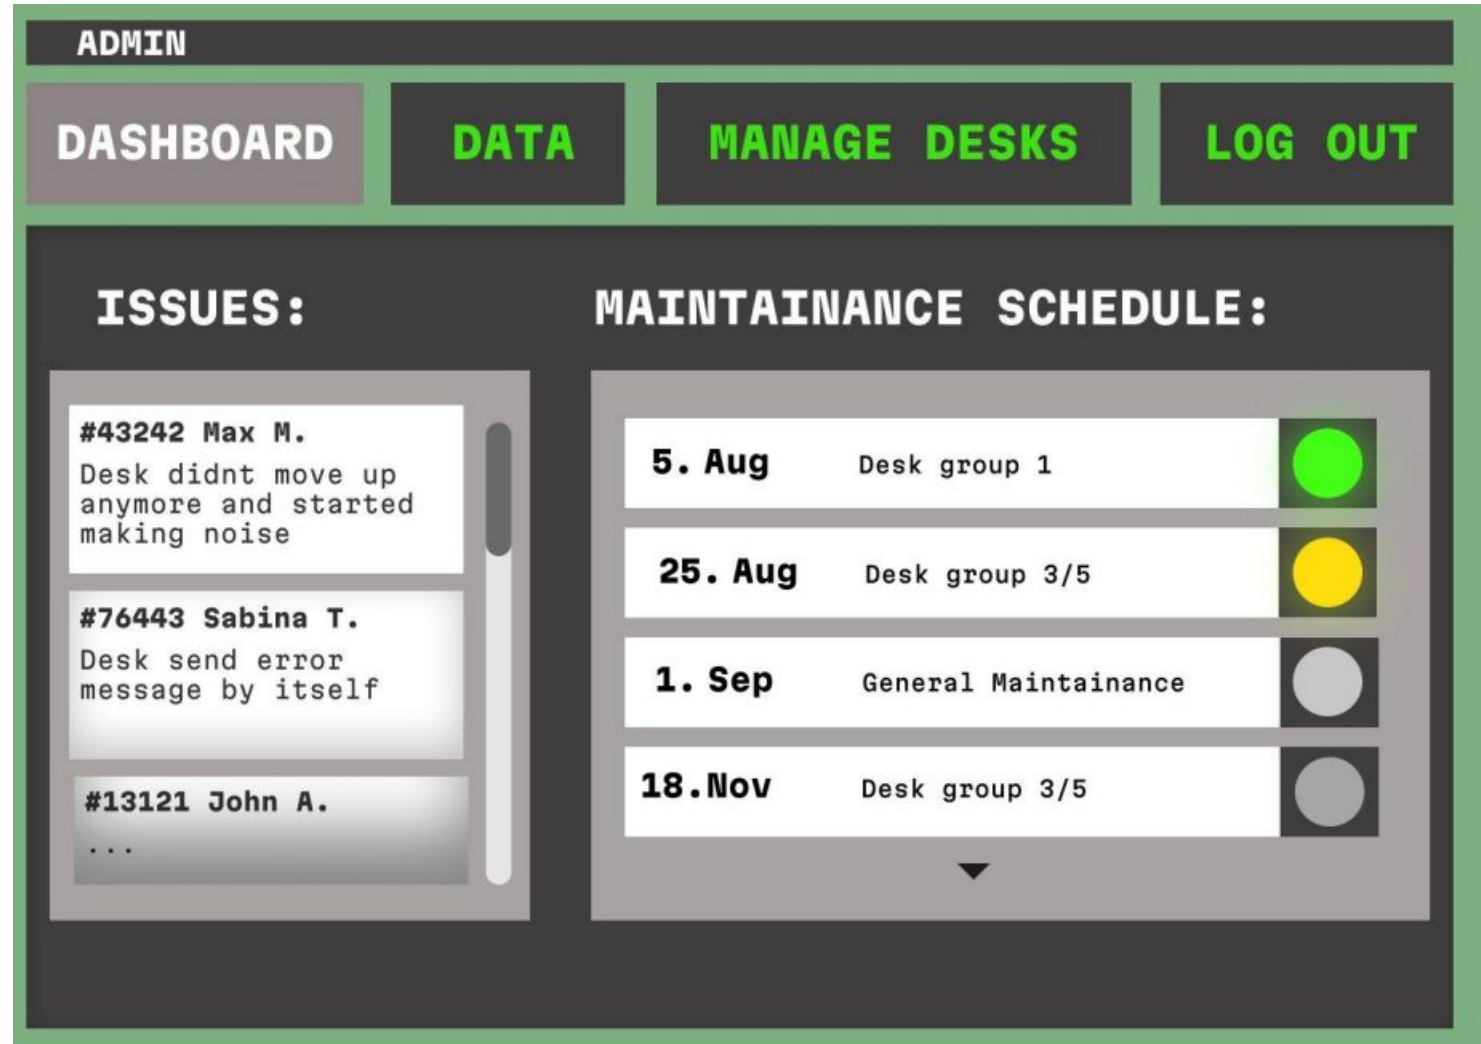 ADMIN
DASHBOARD
DATA
MANAGE DESKS
LOG OUT
ISSUES:
#43242 Max M.
Desk didnt move up
anymore and started
making noise
#76443 Sabina T.
Desk send error
message by itself
#13121 John A.
...
MAINTAINANCE SCHEDULE:
5. Aug Desk group 1
25. Aug Desk group 3/5
1. Sep General Maintainance
18.Nov Desk group 3/5